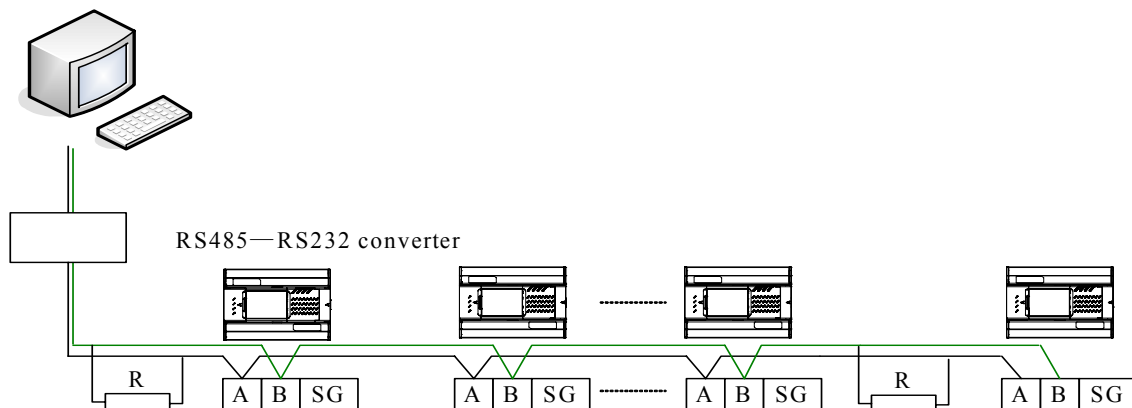 RS485—RS232 converter
R A B SG A B SG A B SG R A B SG